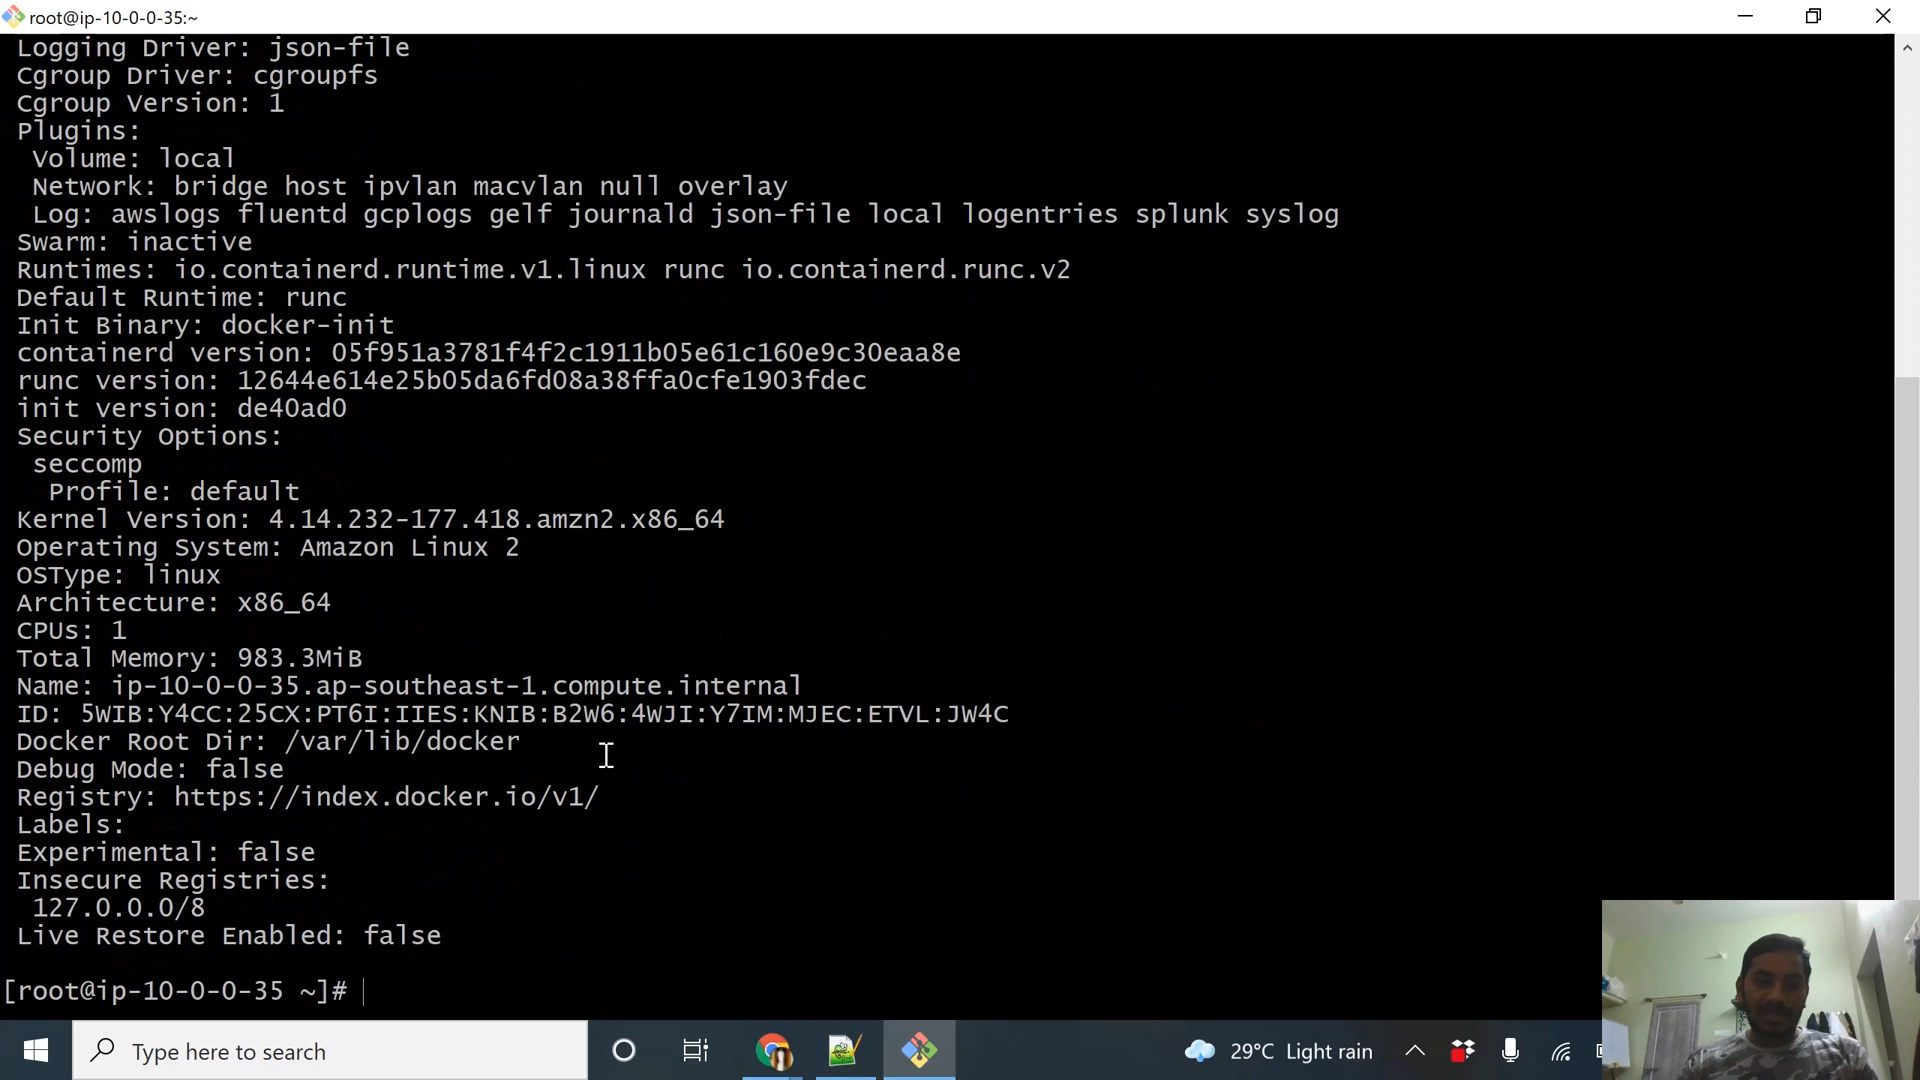 root@ip-10-0-0-35:~
Logging Driver: json-file
Cgroup Driver: cgroupfs
Cgroup Version: 1
Plugins:
Volume: local
Network: bridge host ipvlan macvlan null overlay
Log: awslogs fluentd gcplogs gelf journald json-file local logentries splunk syslog
Swarm: inactive
Runtimes: io.containerd.runtime.v1.linux runc io.containerd.runc.v2
Default Runtime: runc
Init Binary: docker-init
containerd version: 05f951a3781f4f2c1911b05e61c160e9c30eaa8e
runc version: 12644e614e25b05da6fd08a38ffa0cfe1903fdec
init version: de40ad0
Security Options:
seccomp
Profile: default
Kernel Version: 4.14.232-177.418.amzn2.x86_64
Operating System: Amazon Linux 2
OSType: linux
Architecture: x86_64
CPUs: 1
Total Memory: 983.3MiB
Name: ip-10-0-0-35.ap-southeast-1.compute.internal
ID: 5WIB:Y4CC:25CX:PT6I:IIES:KNIB:B2W6:4WJI:Y7IM:MJEC:ETVL:JW4C
Docker Root Dir: /var/lib/docker
Debug Mode: false
Registry: https://index.docker.io/v1/
Labels:
Experimental: false
Insecure Registries:
127.0.0.0/8
Live Restore Enabled: false
[root@ip-10-0-0-35 ~]#
Type here to search
29°C Light rain